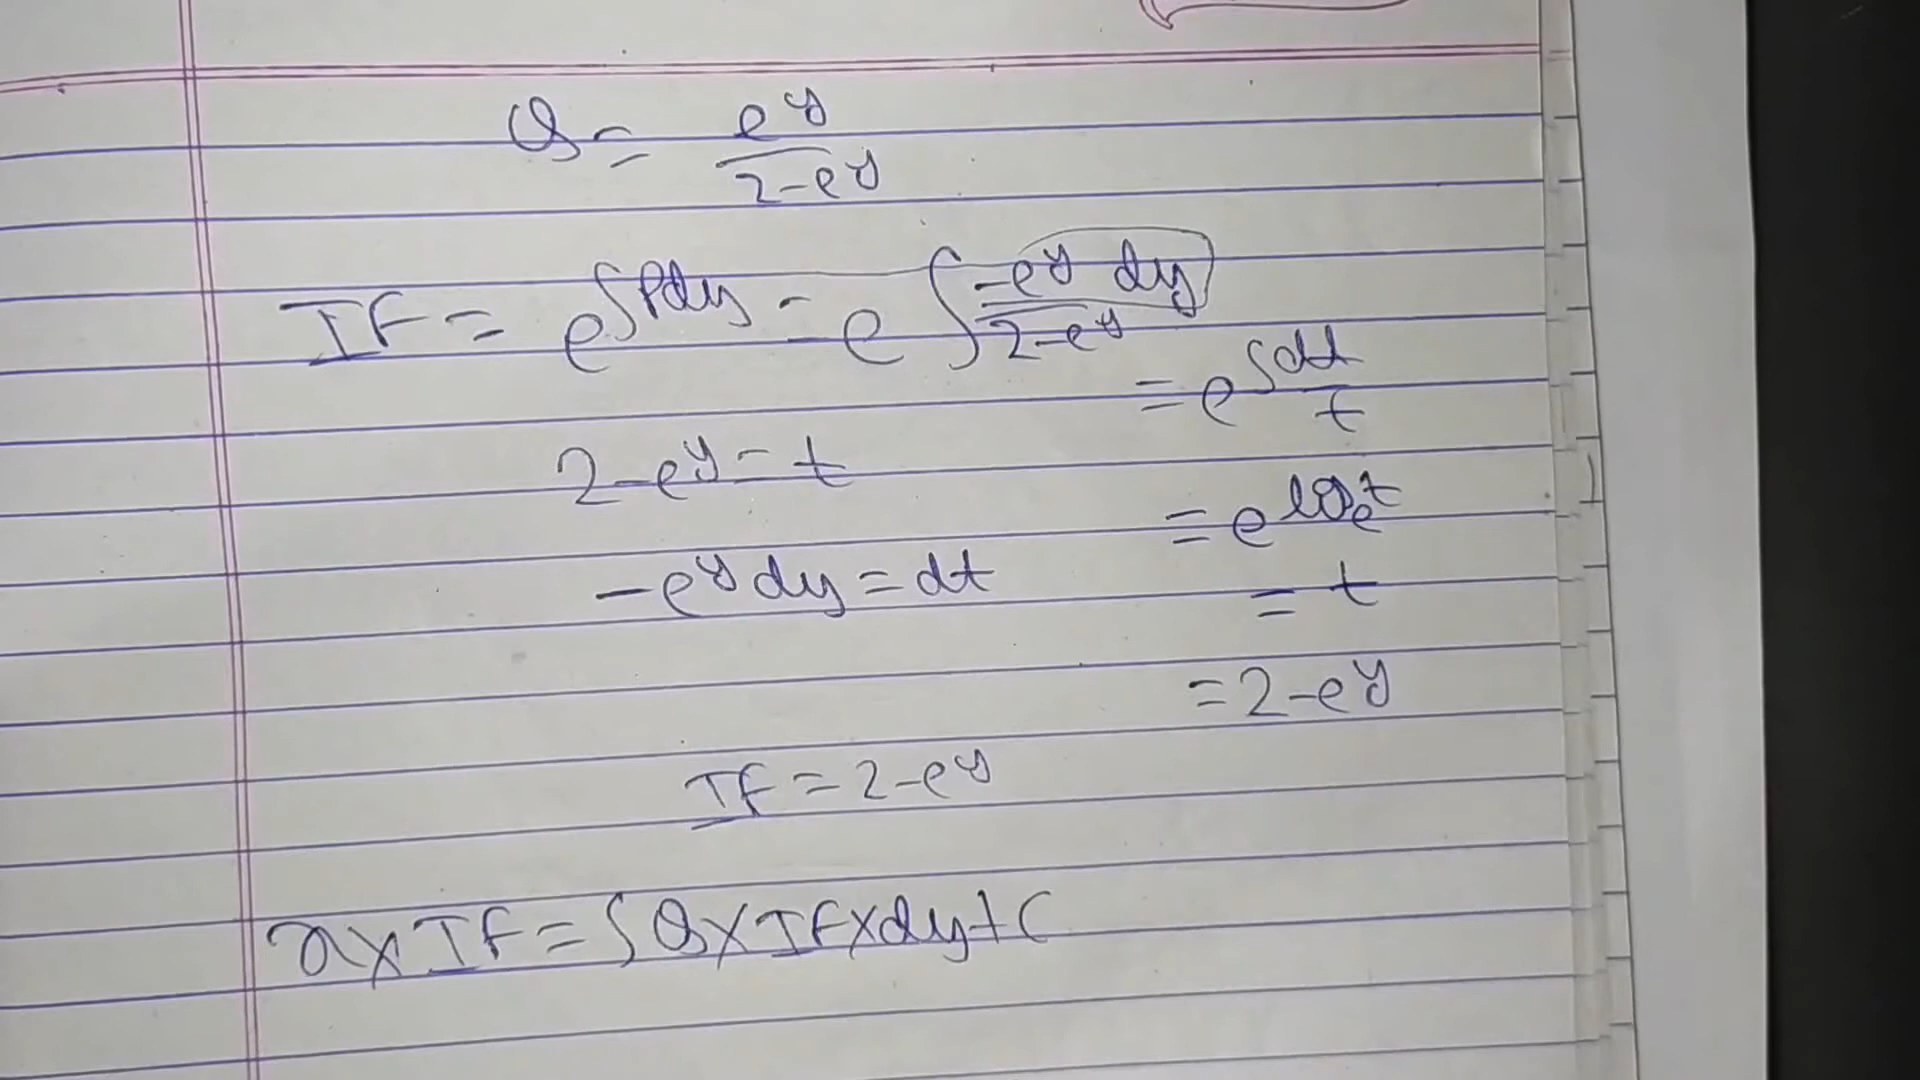 Q = e^y / 2-e^y
IF = e^∫Pdy = e^∫ -e^y dy / 2-e^y
= e^∫ dt / t
2-e^y = t
= e^log_e t
-e^y dy = dt
= t
= 2-e^y
IF = 2-e^y
x × IF = ∫ Q × IF × dy + C